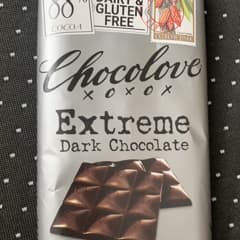 88%
COCOA
DAIRY &
GLUTEN
FREE
Chocolove
XOXOX
Extreme
Dark Chocolate